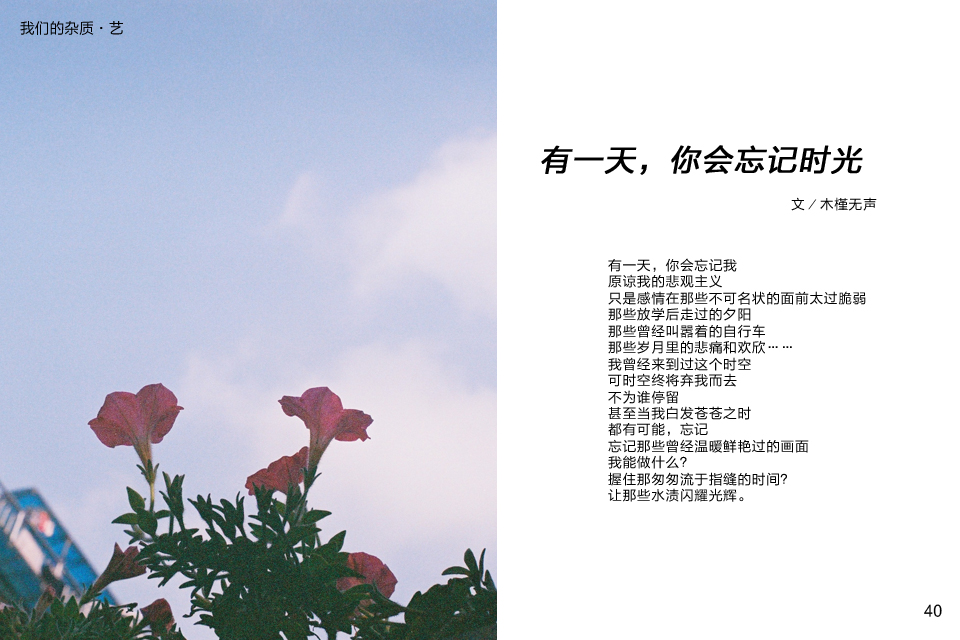 我们的杂质·艺
有一天，你会忘记时光
文／木槿无声
有一天，你会忘记我
原谅我的悲观主义
只是感情在那些不可名状的面前太过脆弱
那些放学后走过的夕阳
那些曾经叫嚣着的自行车
那些岁月里的悲痛和欢欣……
我曾经来到过这个时空
可时空终将弃我而去
不为谁停留
甚至当我白发苍苍之时
都有可能，忘记
忘记那些曾经温暖鲜艳过的画面
我能做什么？
握住那匆匆流于指缝的时间？
让那些水渍闪耀光辉。
40